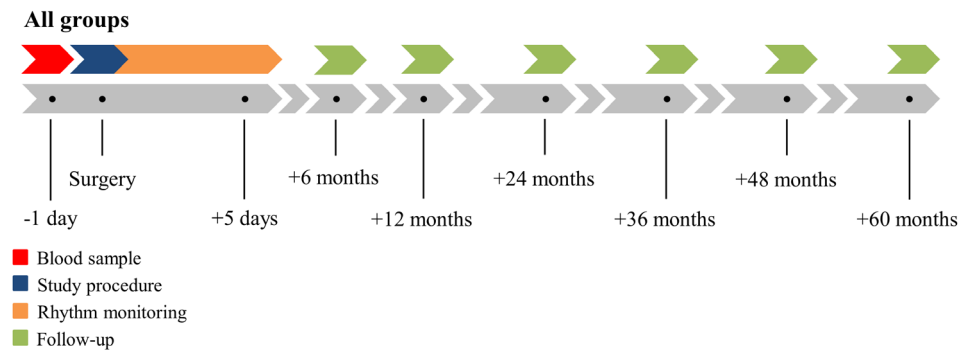 All groups
Surgery
+6 months
+24 months
+48 months
-1 day
+5 days
+12 months
+36 months
+60 months
Blood sample
Study procedure
Rhythm monitoring
Follow-up